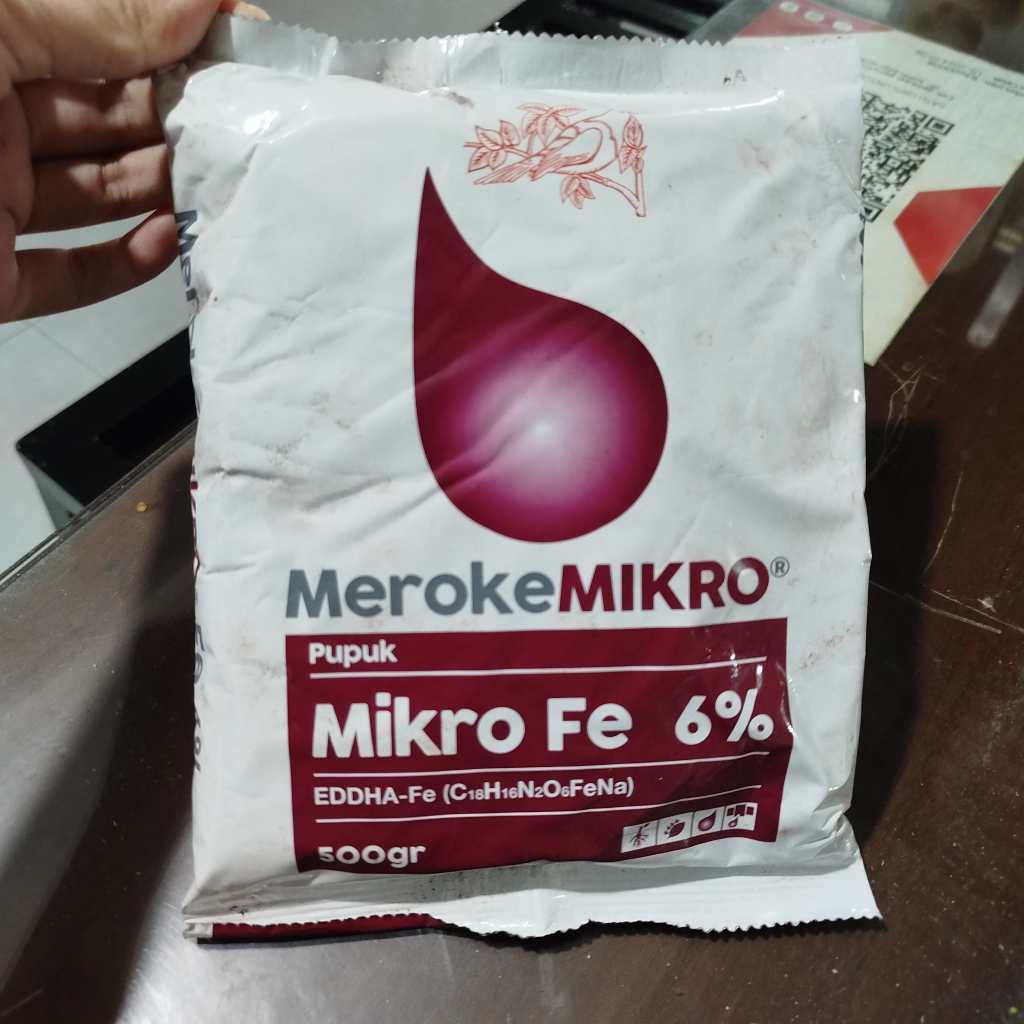 MerokeMIKRO®
Pupuk
Mikro Fe 6%
EDDHA-Fe (C₁₈H₁₆N₂O₆FeNa)
500gr